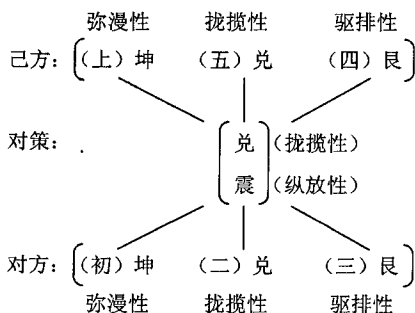 弥漫性 拢揽性 驱排性
己方：（上）坤 （五）兑 （四）艮
对策： 兑（拢揽性）
震（纵放性）
对方：（初）坤 （二）兑 （三）艮
弥漫性 拢揽性 驱排性